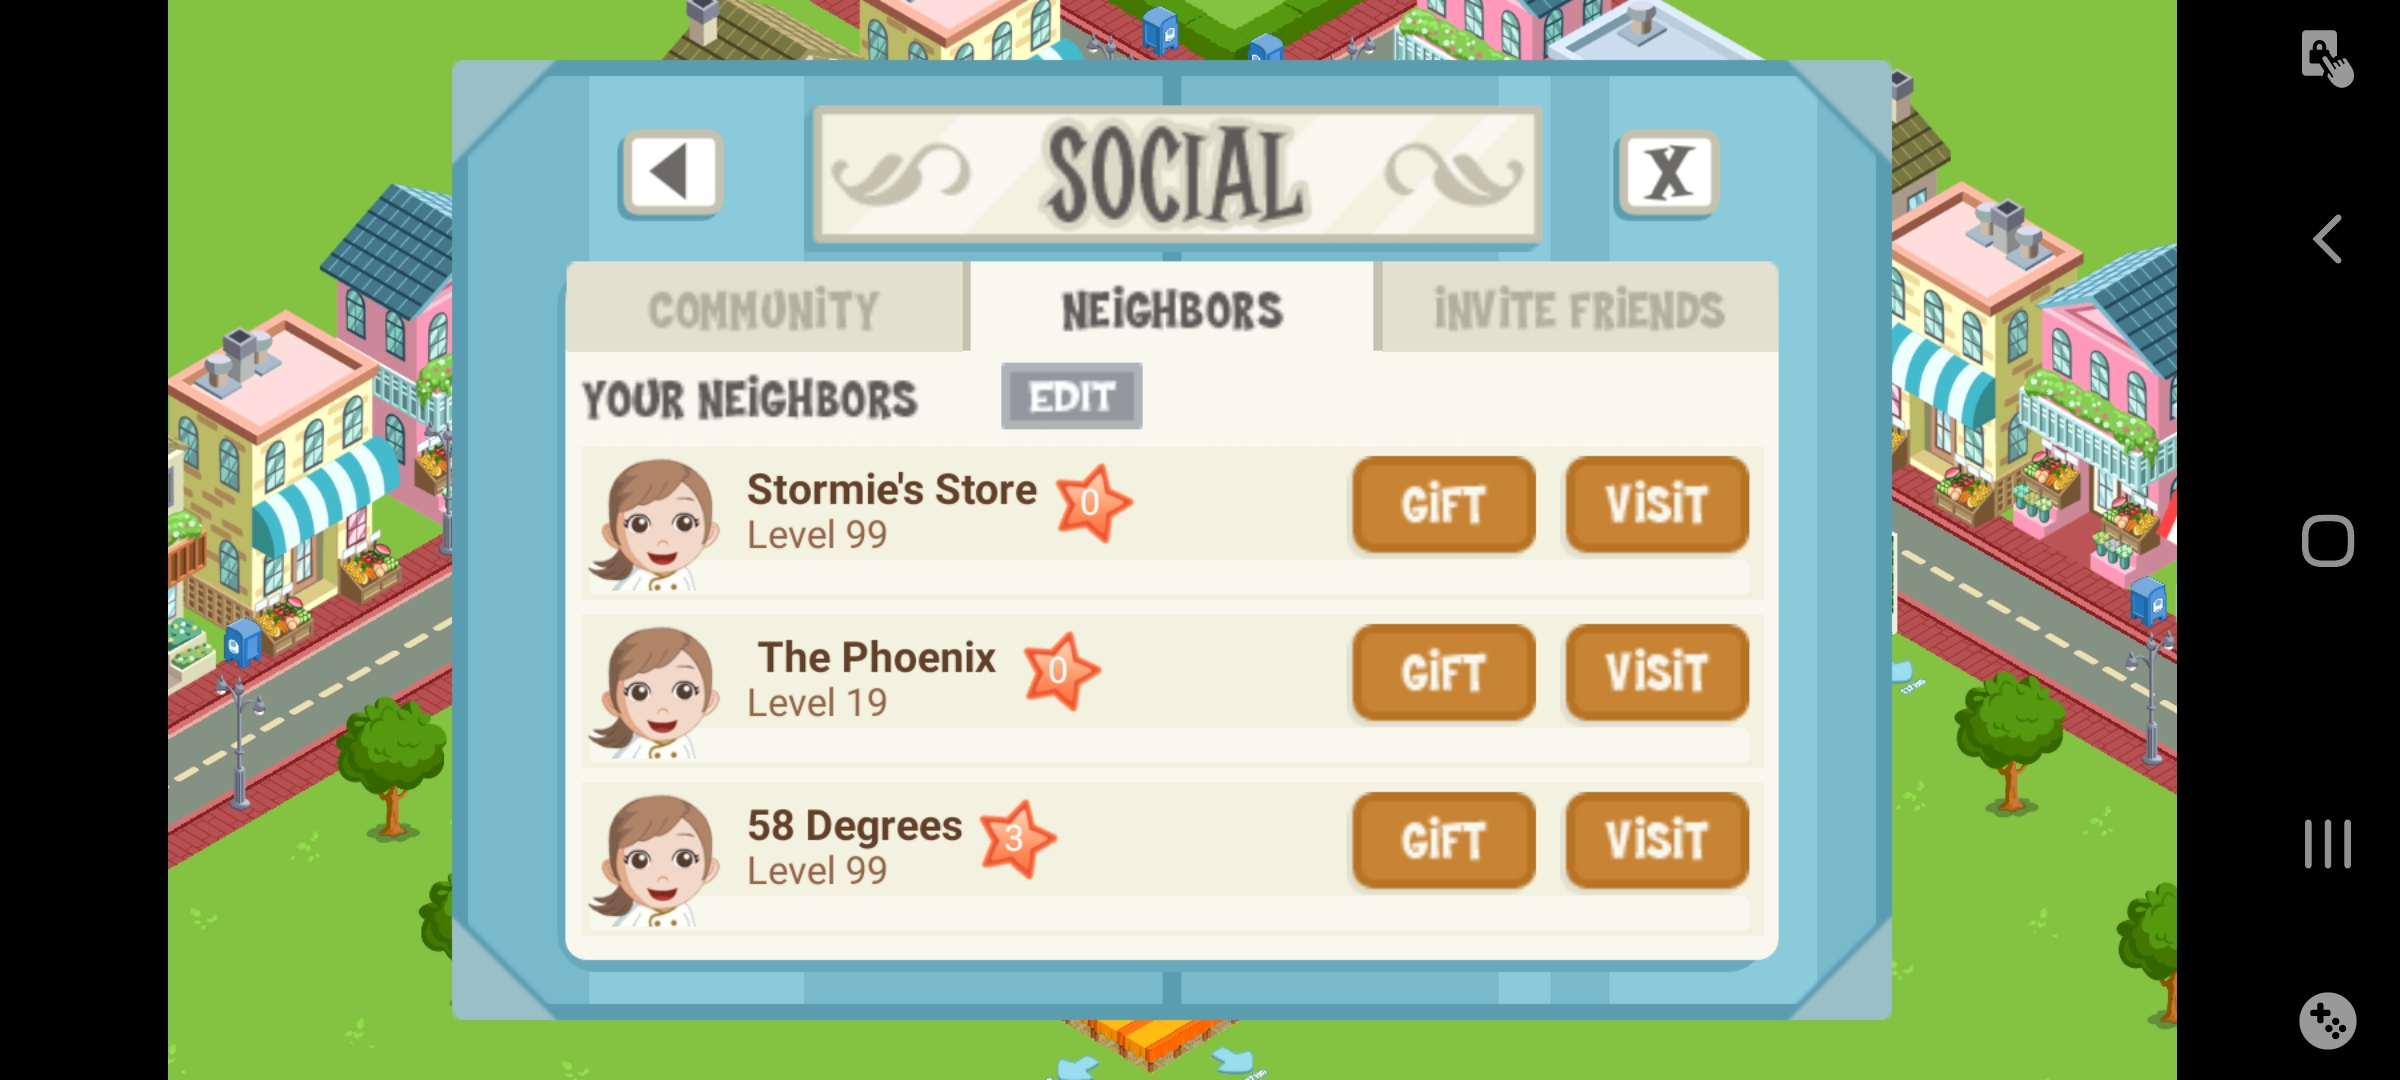 SOCIAL
X
COMMUNITY
NEIGHBORS
INVITE FRIENDS
YOUR NEIGHBORS
EDIT
Stormie's Store 0
Level 99
GIFT
VISIT
The Phoenix 0
Level 19
GIFT
VISIT
58 Degrees 3
Level 99
GIFT
VISIT